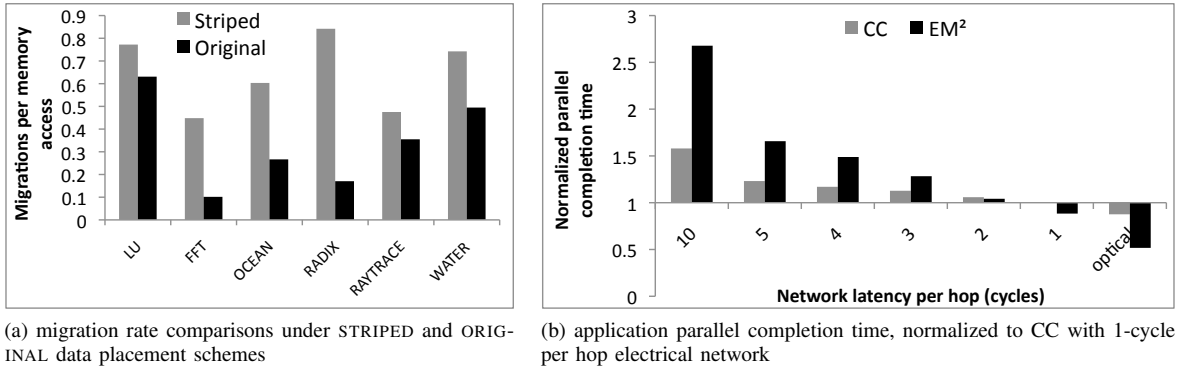 0.9
0.8
0.7
0.6
0.5
0.4
0.3
0.2
0.1
0
Migrations per memory
access
Striped
Original
LU
FFT
OCEAN
RADIX
RAYTRACE
WATER
(a) migration rate comparisons under STRIPED and ORIG-
INAL data placement schemes
3
2.5
2
1.5
1
0.5
0
Normalized parallel
completion time
CC
EM²
10
5
4
3
2
1
optical
Network latency per hop (cycles)
(b) application parallel completion time, normalized to CC with 1-cycle
per hop electrical network